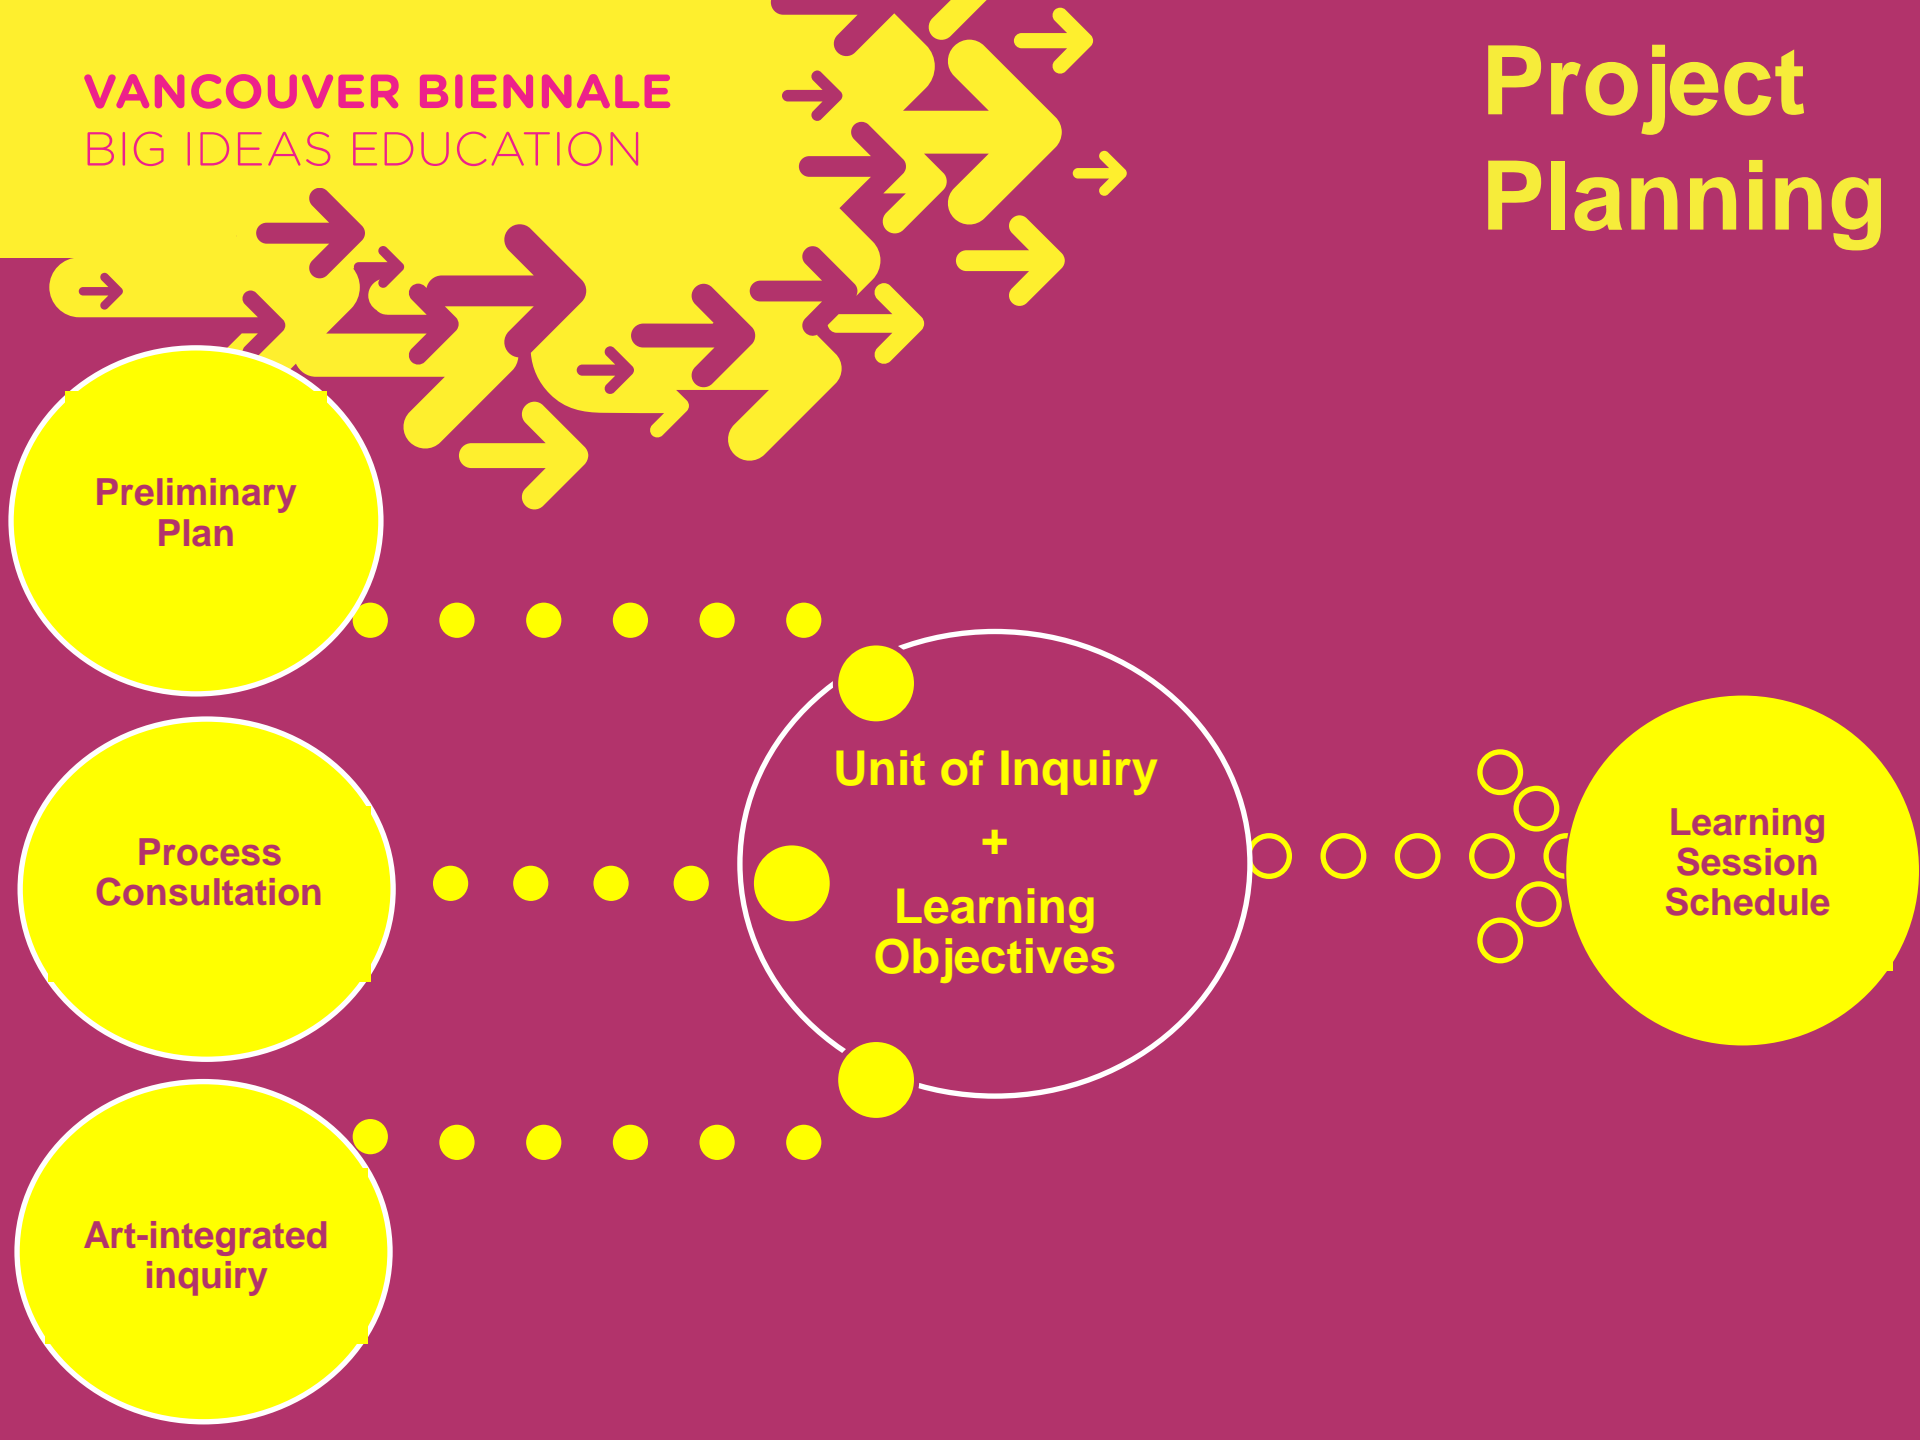 VANCOUVER BIENNALE
BIG IDEAS EDUCATION
Project
Planning
Preliminary
Plan
Process
Consultation
Art-integrated
inquiry
Unit of Inquiry
+
Learning
Objectives
Learning
Session
Schedule